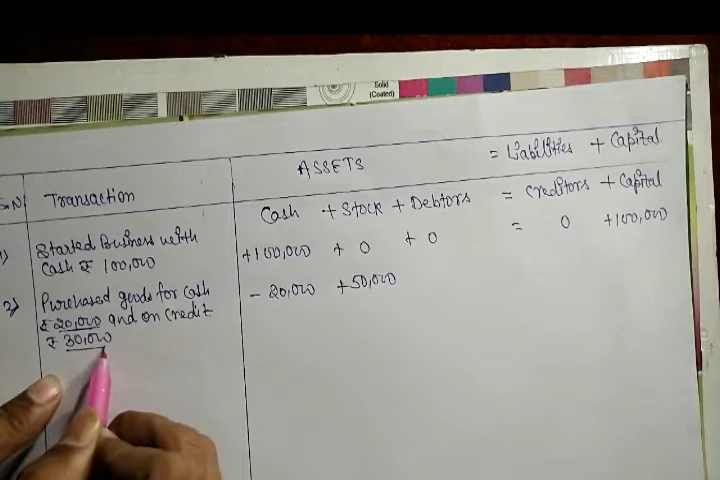 Solid
(Coated)
S.N
Transaction
ASSETS
= Liabilities + Capital
Cash + Stock + Debtors = Creditors + Capital
1) Started Business with
Cash ₹ 100,000
+100,000 + 0 + 0 = 0 +100,000
2) Purchased goods for cash
₹ 20,000 and on credit
₹ 30,000
- 20,000 +50,000